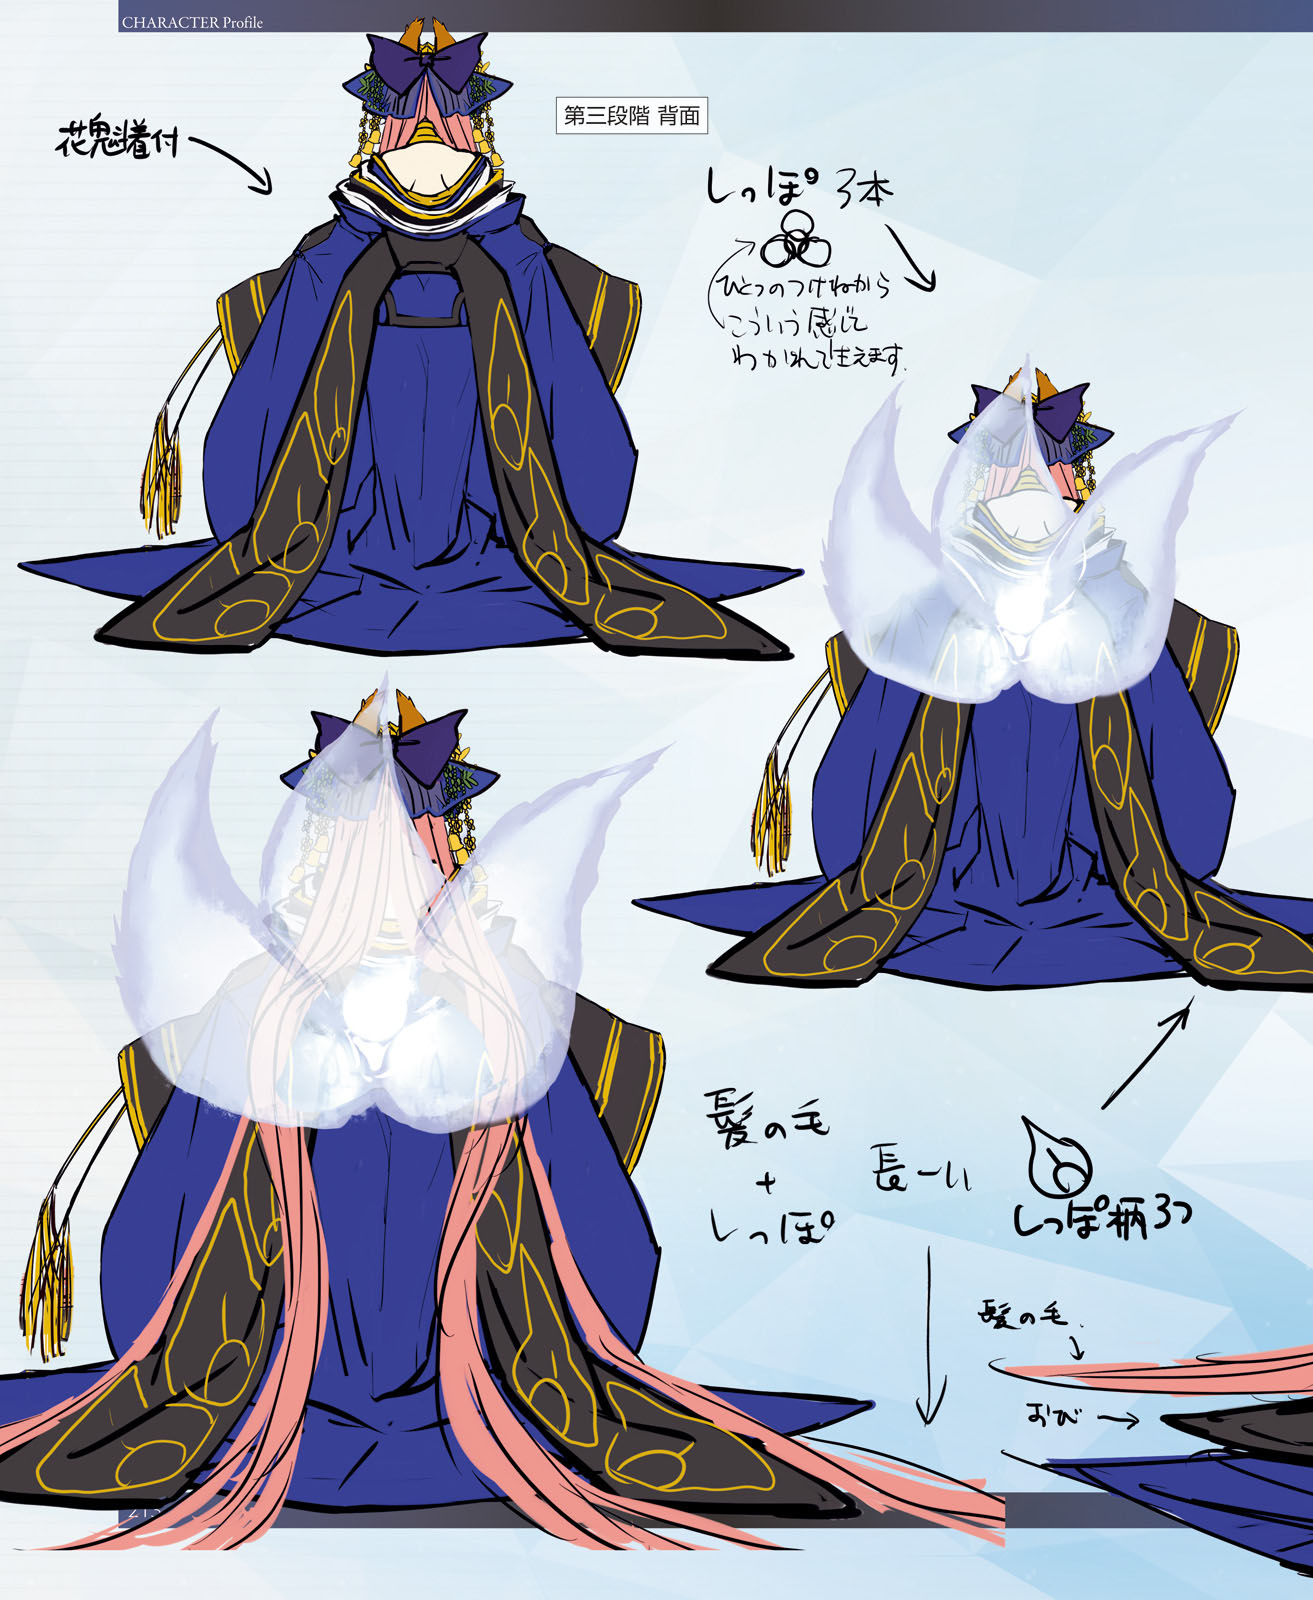 CHARACTER Profile
第三段階 背面
花魁着付
しっぽ 3本
ひとつのつけねから
こういう感じで
わかれて生えます。
髪の毛
+
しっぽ
長ーい
しっぽ柄3つ
髪の毛
おび